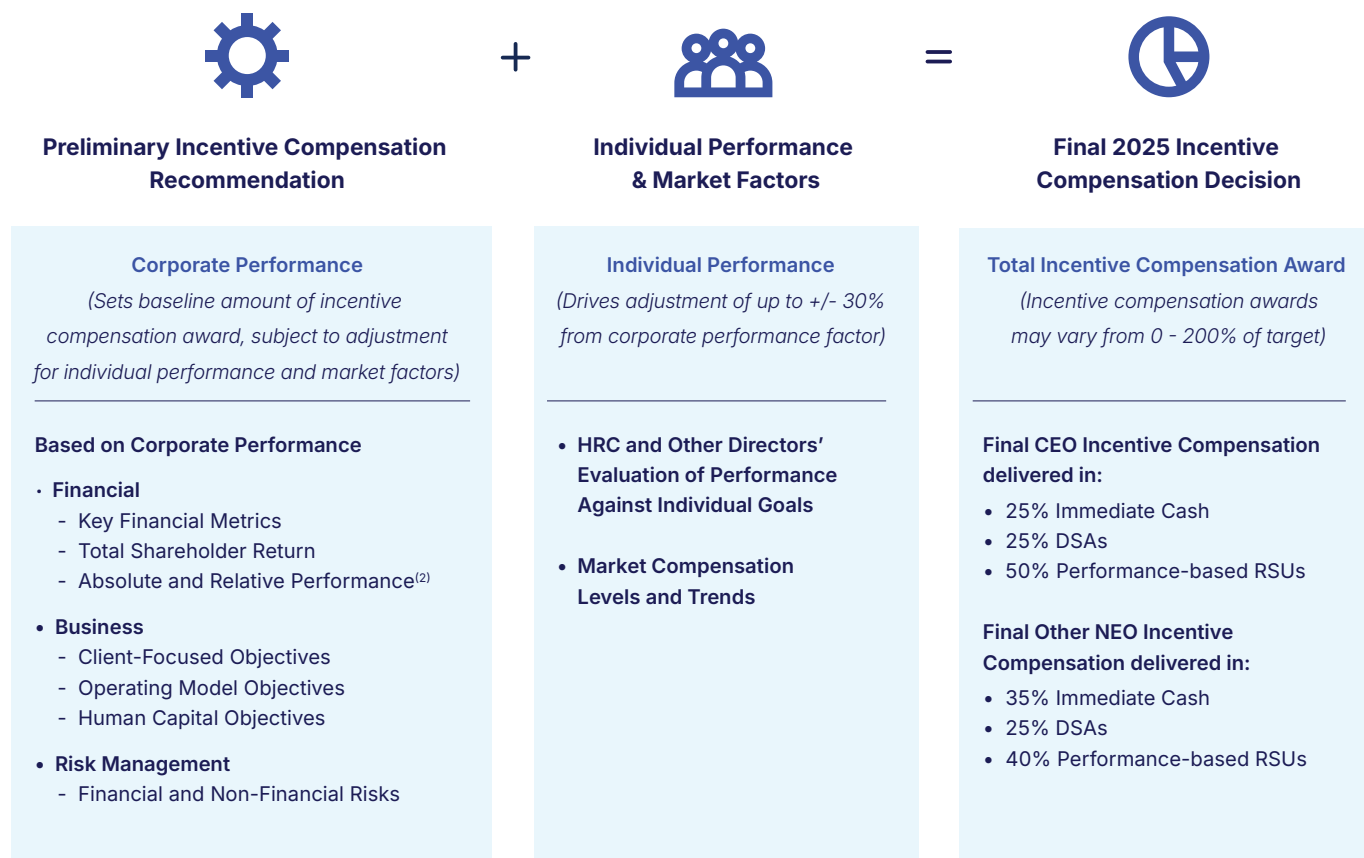 +
=
Preliminary Incentive Compensation
Recommendation
Individual Performance
& Market Factors
Final 2025 Incentive
Compensation Decision
Corporate Performance
(Sets baseline amount of incentive
compensation award, subject to adjustment
for individual performance and market factors)
Based on Corporate Performance
· Financial
- Key Financial Metrics
- Total Shareholder Return
- Absolute and Relative Performance(2)
• Business
- Client-Focused Objectives
- Operating Model Objectives
- Human Capital Objectives
• Risk Management
- Financial and Non-Financial Risks
Individual Performance
(Drives adjustment of up to +/- 30%
from corporate performance factor)
• HRC and Other Directors’
Evaluation of Performance
Against Individual Goals
• Market Compensation
Levels and Trends
Total Incentive Compensation Award
(Incentive compensation awards
may vary from 0 - 200% of target)
Final CEO Incentive Compensation
delivered in:
• 25% Immediate Cash
• 25% DSAs
• 50% Performance-based RSUs
Final Other NEO Incentive
Compensation delivered in:
• 35% Immediate Cash
• 25% DSAs
• 40% Performance-based RSUs